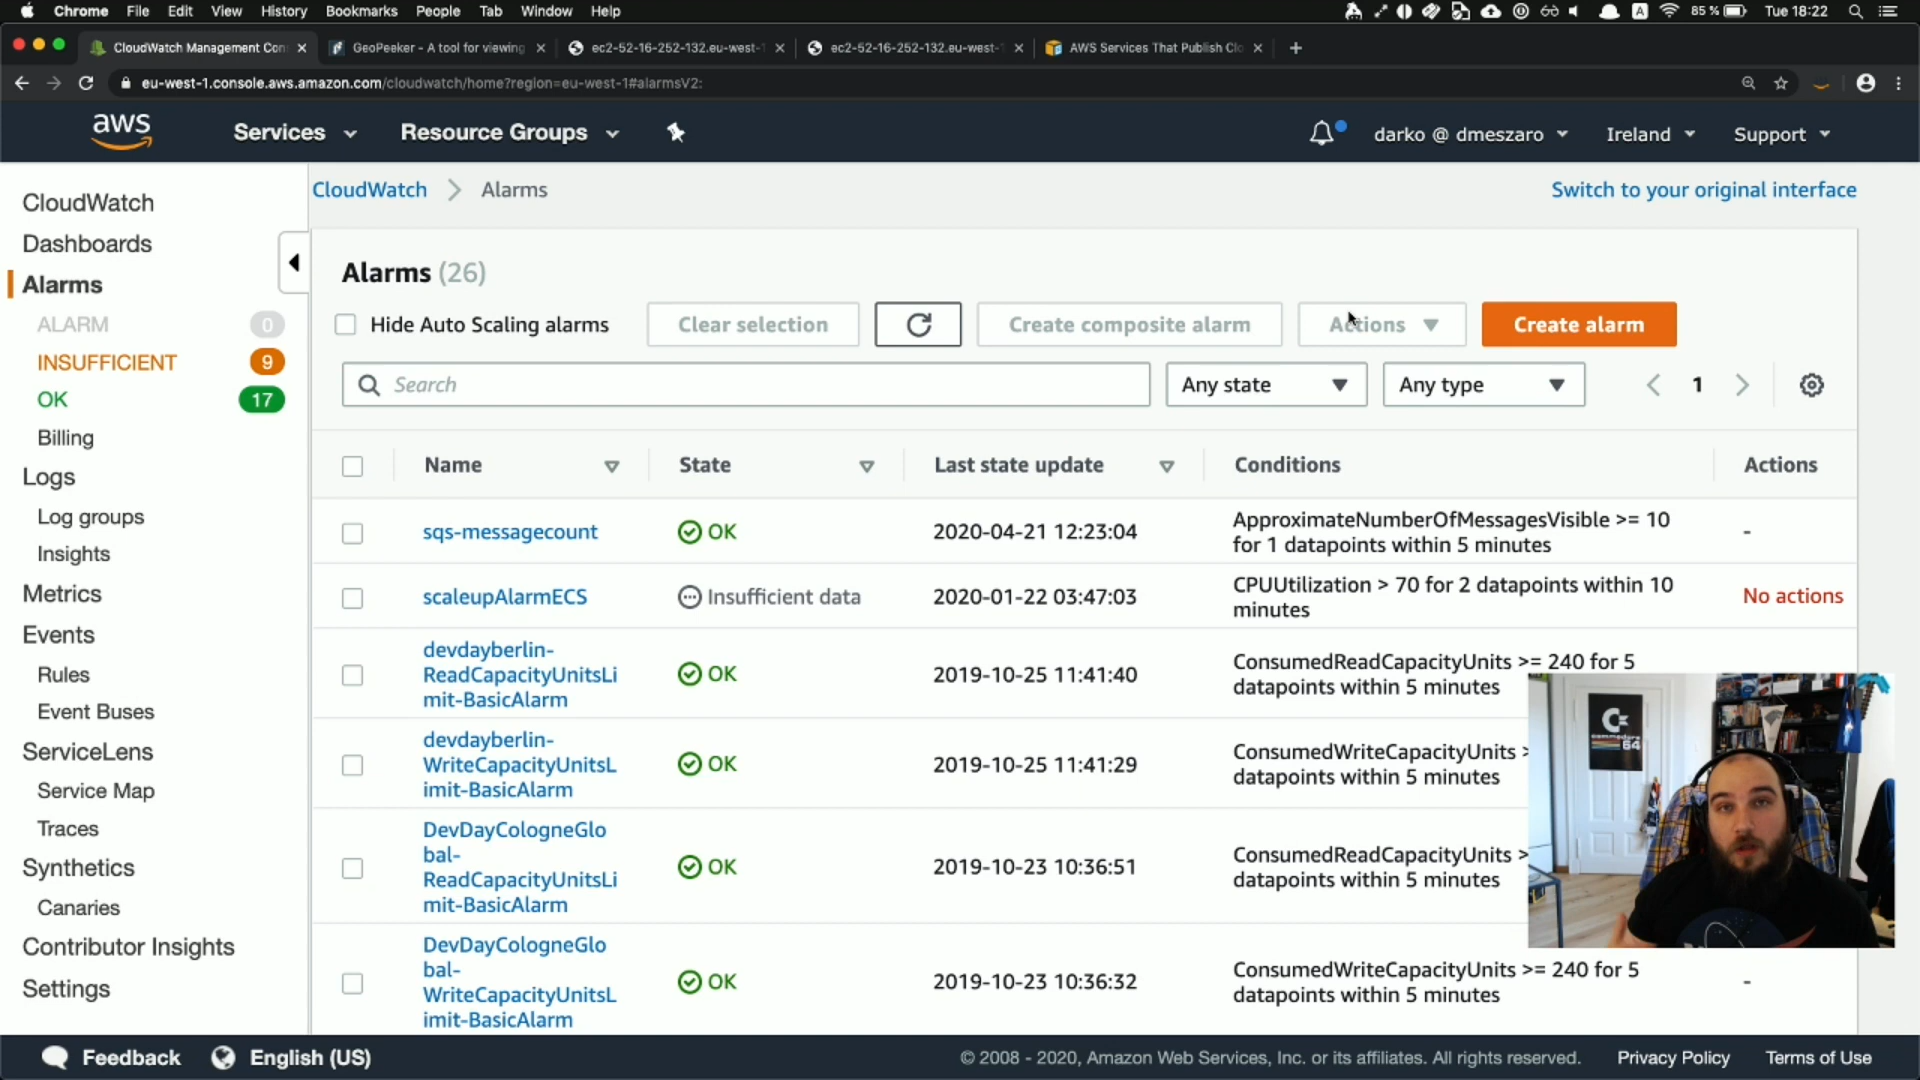 Chrome File Edit View History Bookmarks People Tab Window Help
85 % Tue 18:22
CloudWatch Management Con
GeoPeeker - A tool for viewing
ec2-52-16-252-132.eu-west-1
ec2-52-16-252-132.eu-west-1
AWS Services That Publish Clo
eu-west-1.console.aws.amazon.com/cloudwatch/home?region=eu-west-1#alarmsV2:
aws
Services
Resource Groups
darko @ dmeszaro
Ireland
Support
CloudWatch
Dashboards
Alarms
ALARM 0
INSUFFICIENT 9
OK 17
Billing
Logs
Log groups
Insights
Metrics
Events
Rules
Event Buses
ServiceLens
Service Map
Traces
Synthetics
Canaries
Contributor Insights
Settings
CloudWatch > Alarms
Switch to your original interface
Alarms (26)
Hide Auto Scaling alarms
Clear selection
Create composite alarm
Actions
Create alarm
Search
Any state
Any type
1
Name State Last state update Conditions Actions
sqs-messagecount OK 2020-04-21 12:23:04
ApproximateNumberOfMessagesVisible >= 10
for 1 datapoints within 5 minutes
-
scaleupAlarmECS Insufficient data 2020-01-22 03:47:03
CPUUtilization > 70 for 2 datapoints within 10
minutes
No actions
devdayberlin-
ReadCapacityUnitsLi
mit-BasicAlarm
OK 2019-10-25 11:41:40
ConsumedReadCapacityUnits >= 240 for 5
datapoints within 5 minutes
devdayberlin-
WriteCapacityUnitsL
imit-BasicAlarm
OK 2019-10-25 11:41:29
ConsumedWriteCapacityUnits >
datapoints within 5 minutes
DevDayCologneGlo
bal-
ReadCapacityUnitsLi
mit-BasicAlarm
OK 2019-10-23 10:36:51
ConsumedReadCapacityUnits >
datapoints within 5 minutes
DevDayCologneGlo
bal-
WriteCapacityUnitsL
imit-BasicAlarm
OK 2019-10-23 10:36:32
ConsumedWriteCapacityUnits >= 240 for 5
datapoints within 5 minutes
-
commodore
64
Feedback
English (US)
© 2008 - 2020, Amazon Web Services, Inc. or its affiliates. All rights reserved.
Privacy Policy
Terms of Use